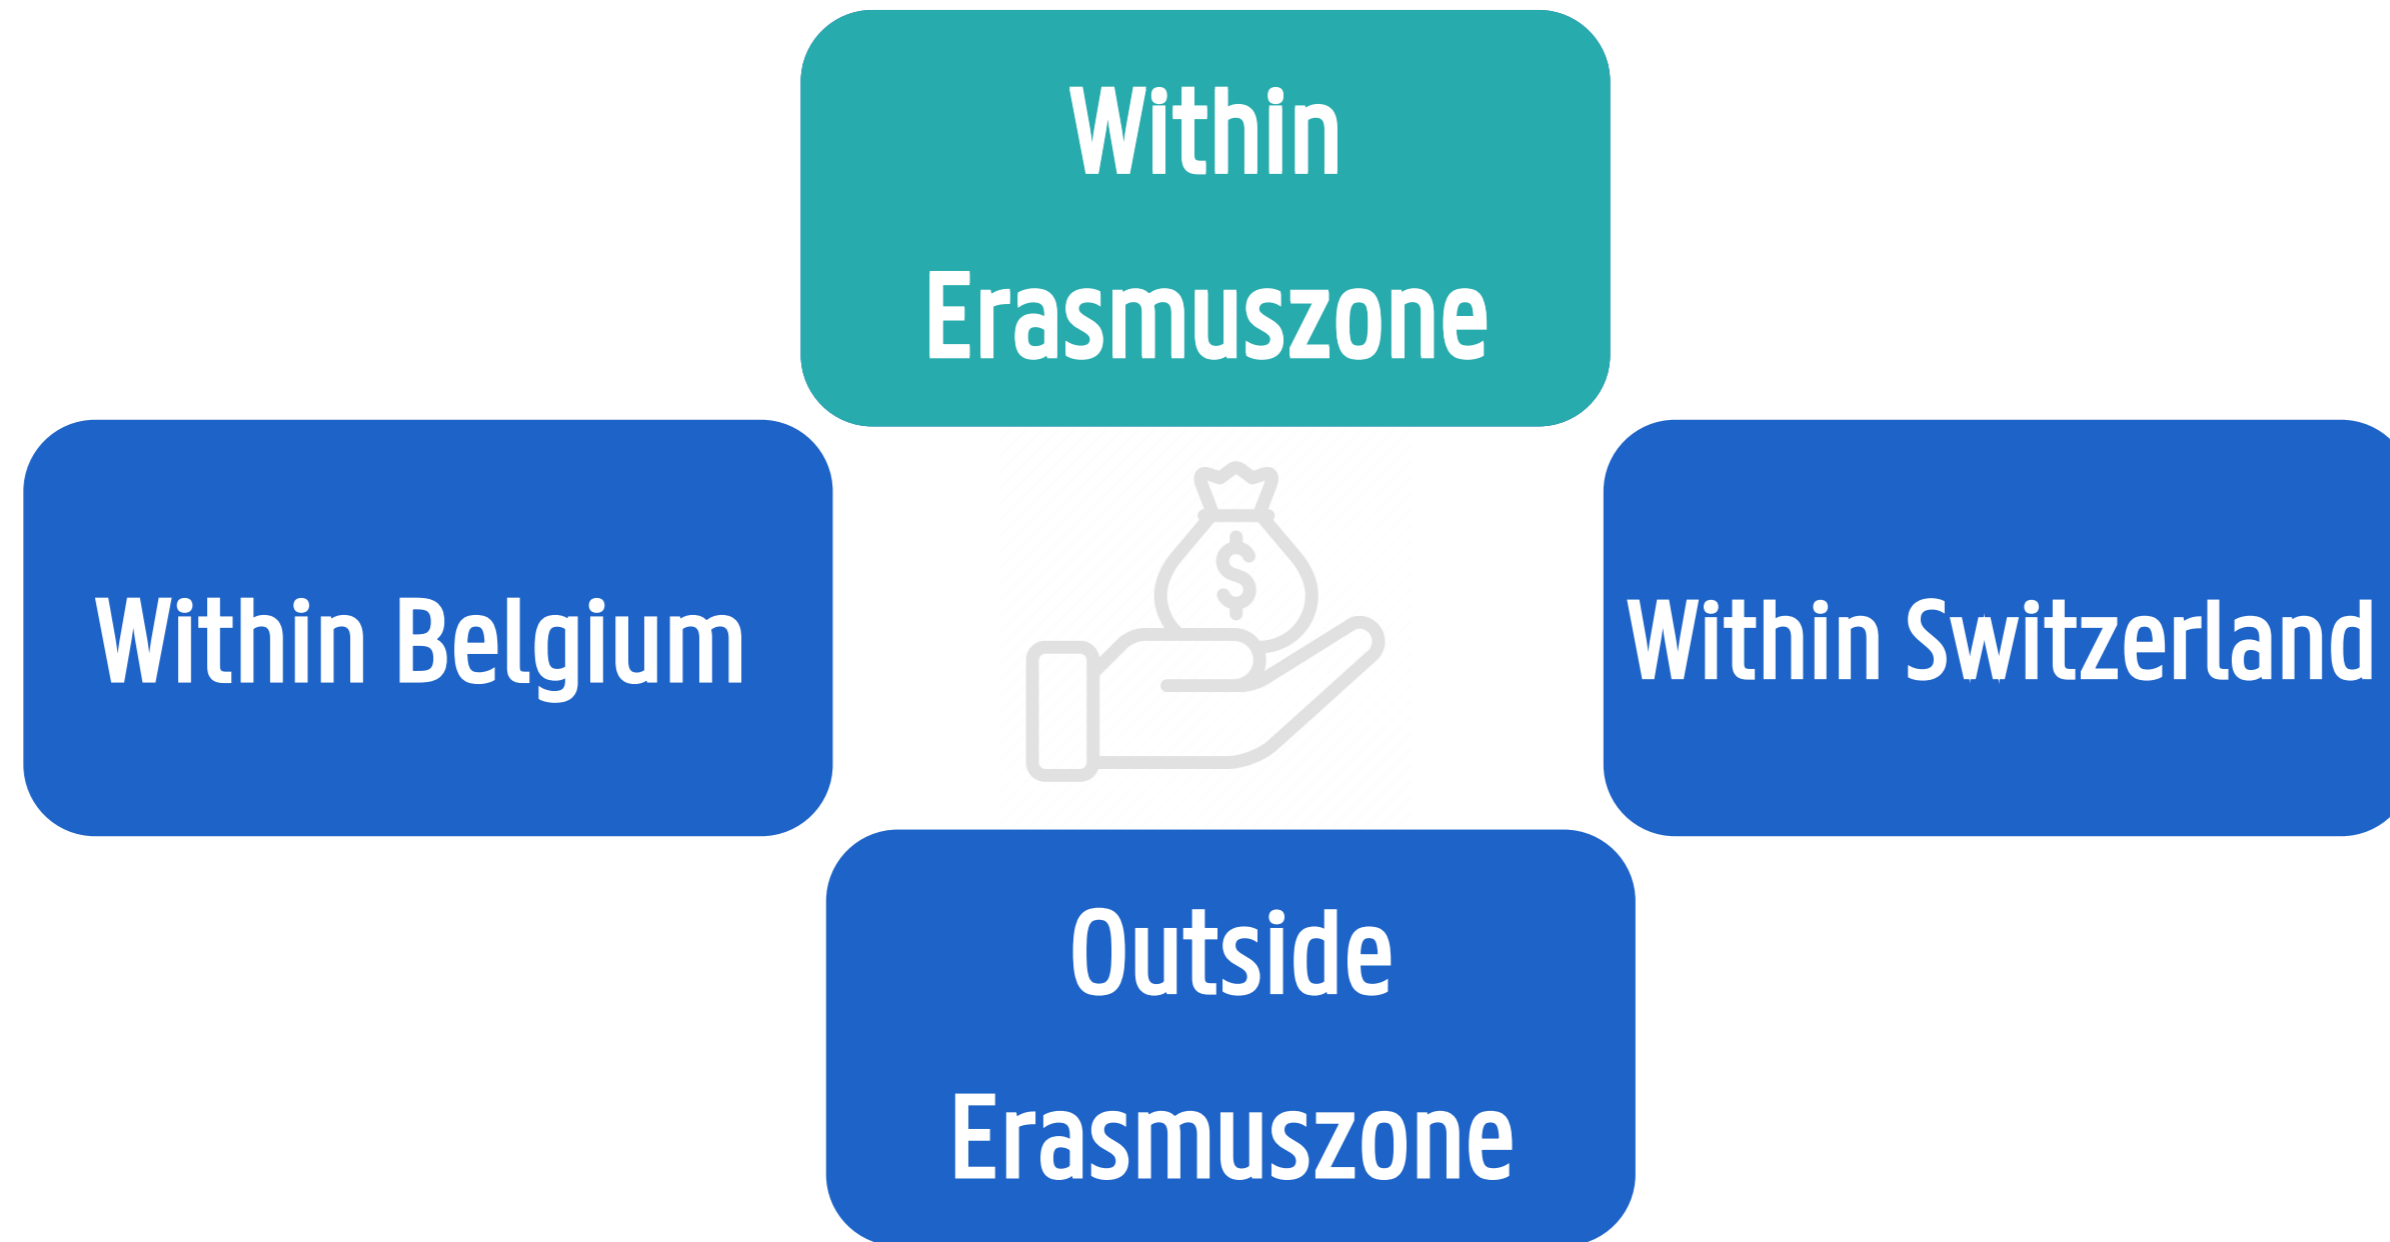 Within
Erasmuszone
Within Belgium
$
Within Switzerland
Outside
Erasmuszone